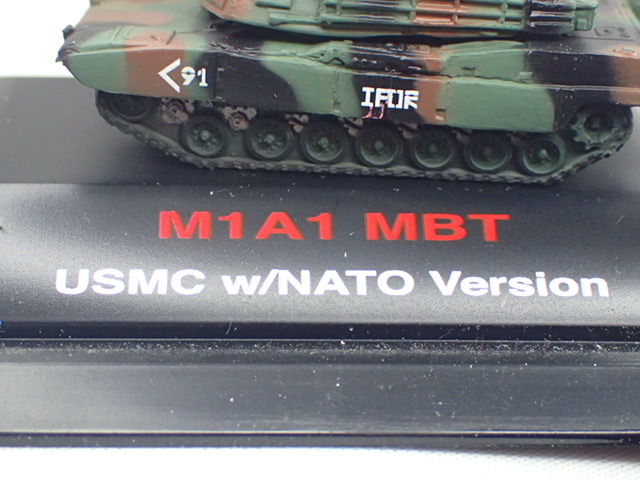 <91
IFOR
M1A1 MBT
USMC w/NATO Version